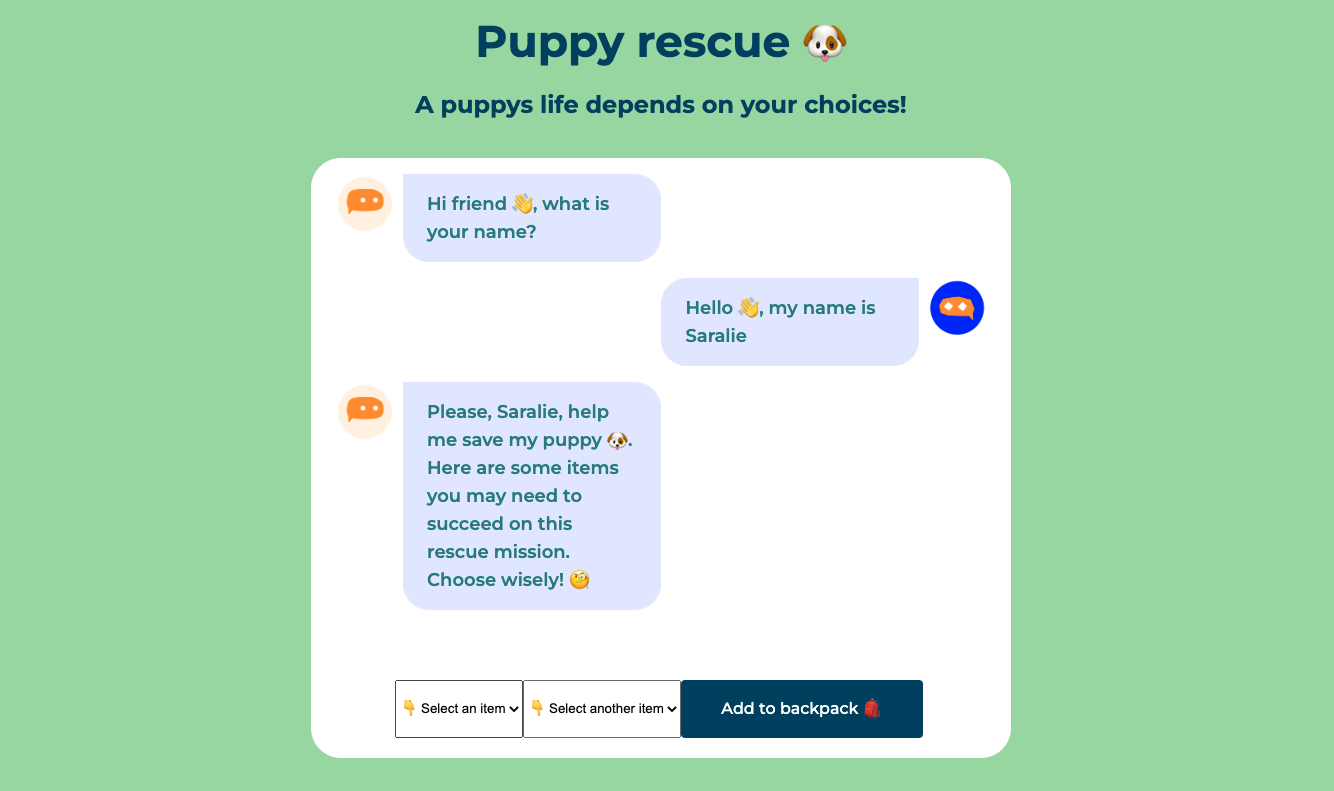 Puppy rescue 🐶
A puppys life depends on your choices!
Hi friend 👋, what is
your name?
Hello 👋, my name is
Saralie
Please, Saralie, help
me save my puppy 🐶.
Here are some items
you may need to
succeed on this
rescue mission.
Choose wisely! 🧐
👇 Select an item
👇 Select another item
Add to backpack 🎒